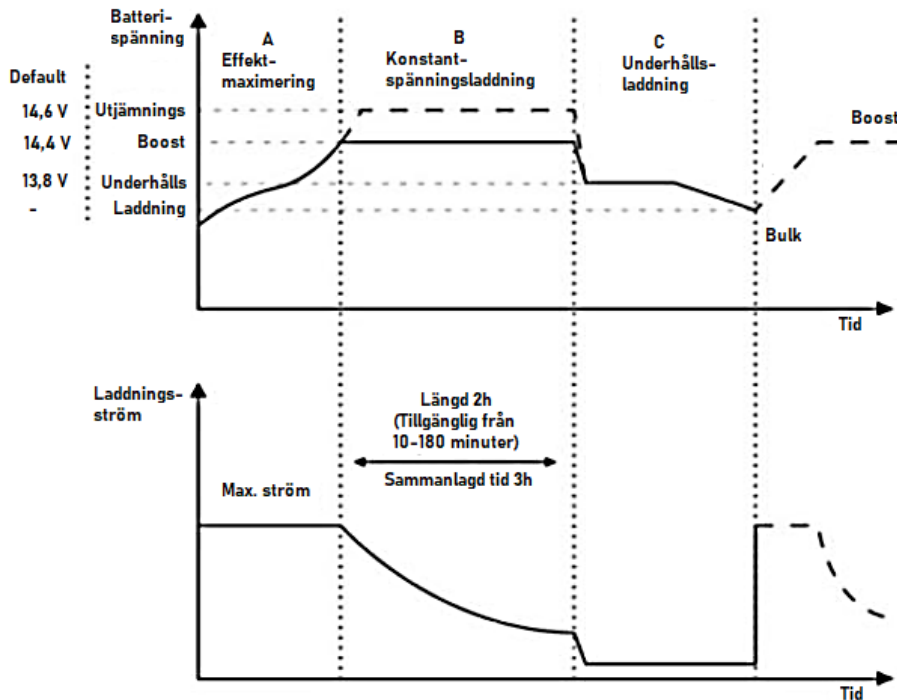 Batteri-
spänning
A
Effekt-
maximering
B
Konstant-
spänningsladdning
C
Underhålls-
laddning
Default
14,6 V
Utjämnings
14,4 V
Boost
Boost
13,8 V
Underhålls
-
Laddning
Bulk
Tid
Laddnings-
ström
Längd 2h
(Tillgänglig från
10-180 minuter)
Sammanlagd tid 3h
Max. ström
Tid